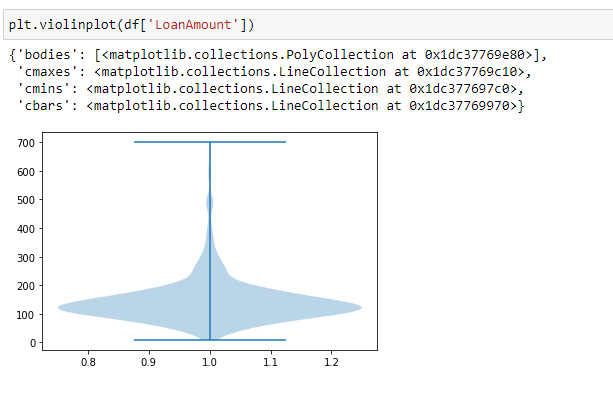 plt.violinplot(df['LoanAmount'])
{'bodies': [<matplotlib.collections.PolyCollection at 0x1dc37769e80>],
 'cmaxes': <matplotlib.collections.LineCollection at 0x1dc37769c10>,
 'cmins': <matplotlib.collections.LineCollection at 0x1dc377697c0>,
 'cbars': <matplotlib.collections.LineCollection at 0x1dc37769970>}
700
600
500
400
300
200
100
0
0.8 0.9 1.0 1.1 1.2